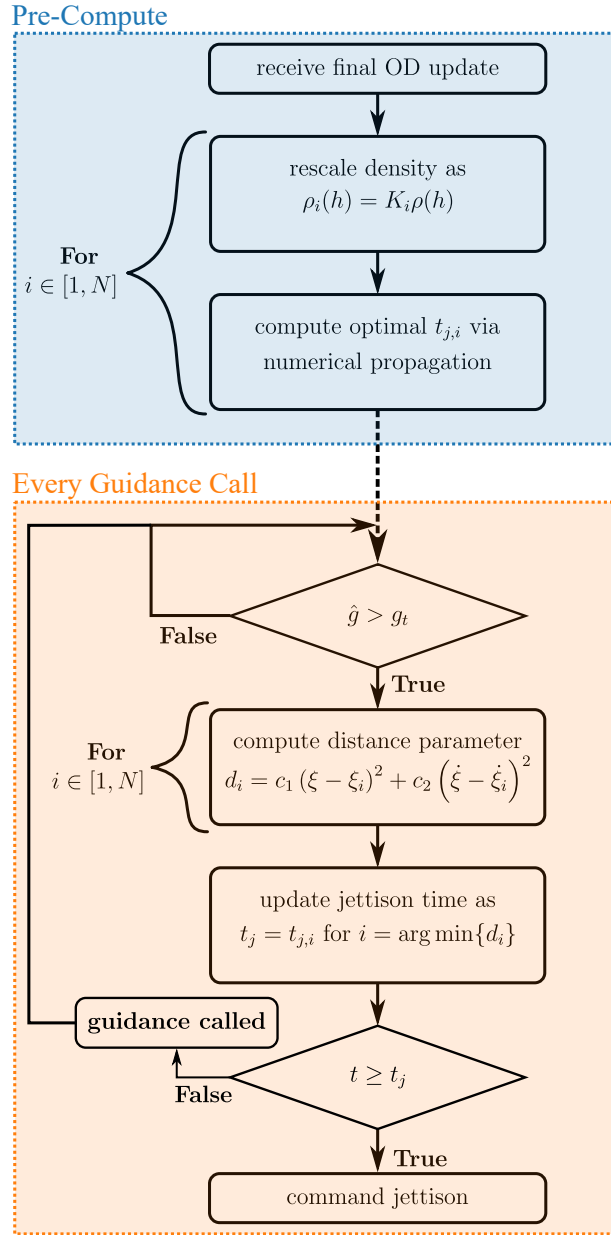 Pre-Compute
receive final OD update
rescale density as
ρᵢ(h) = Kᵢρ(h)
For
i ∈ [1, N]
compute optimal t_{j,i} via
numerical propagation
Every Guidance Call
ĝ > g_t
False
True
For
i ∈ [1, N]
compute distance parameter
d_i = c_1 (ξ − ξ_i)^2 + c_2 (ξ̇ − ξ̇_i)^2
update jettison time as
t_j = t_{j,i} for i = arg min{d_i}
guidance called
t ≥ t_j
False
True
command jettison